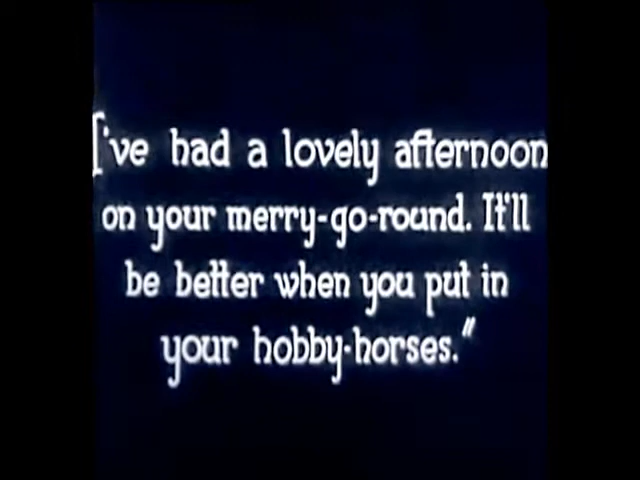 I've had a lovely afternoon
on your merry-go-round. It'll
be better when you put in
your hobby-horses."